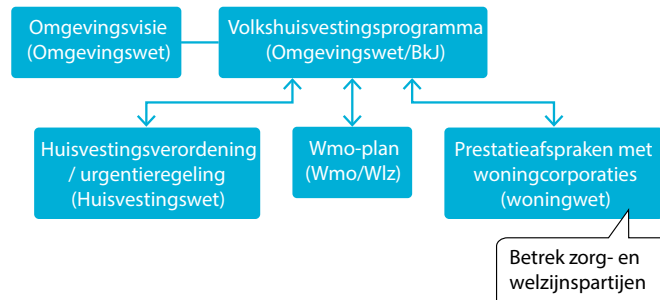 Omgevingsvisie
(Omgevingswet)
Volkshuisvestingsprogramma
(Omgevingswet/BkJ)
Huisvestingsverordening
/ urgentieregeling
(Huisvestingswet)
Wmo-plan
(Wmo/Wlz)
Prestatieafspraken met
woningcorporaties
(woningwet)
Betrek zorg- en
welzijnspartijen